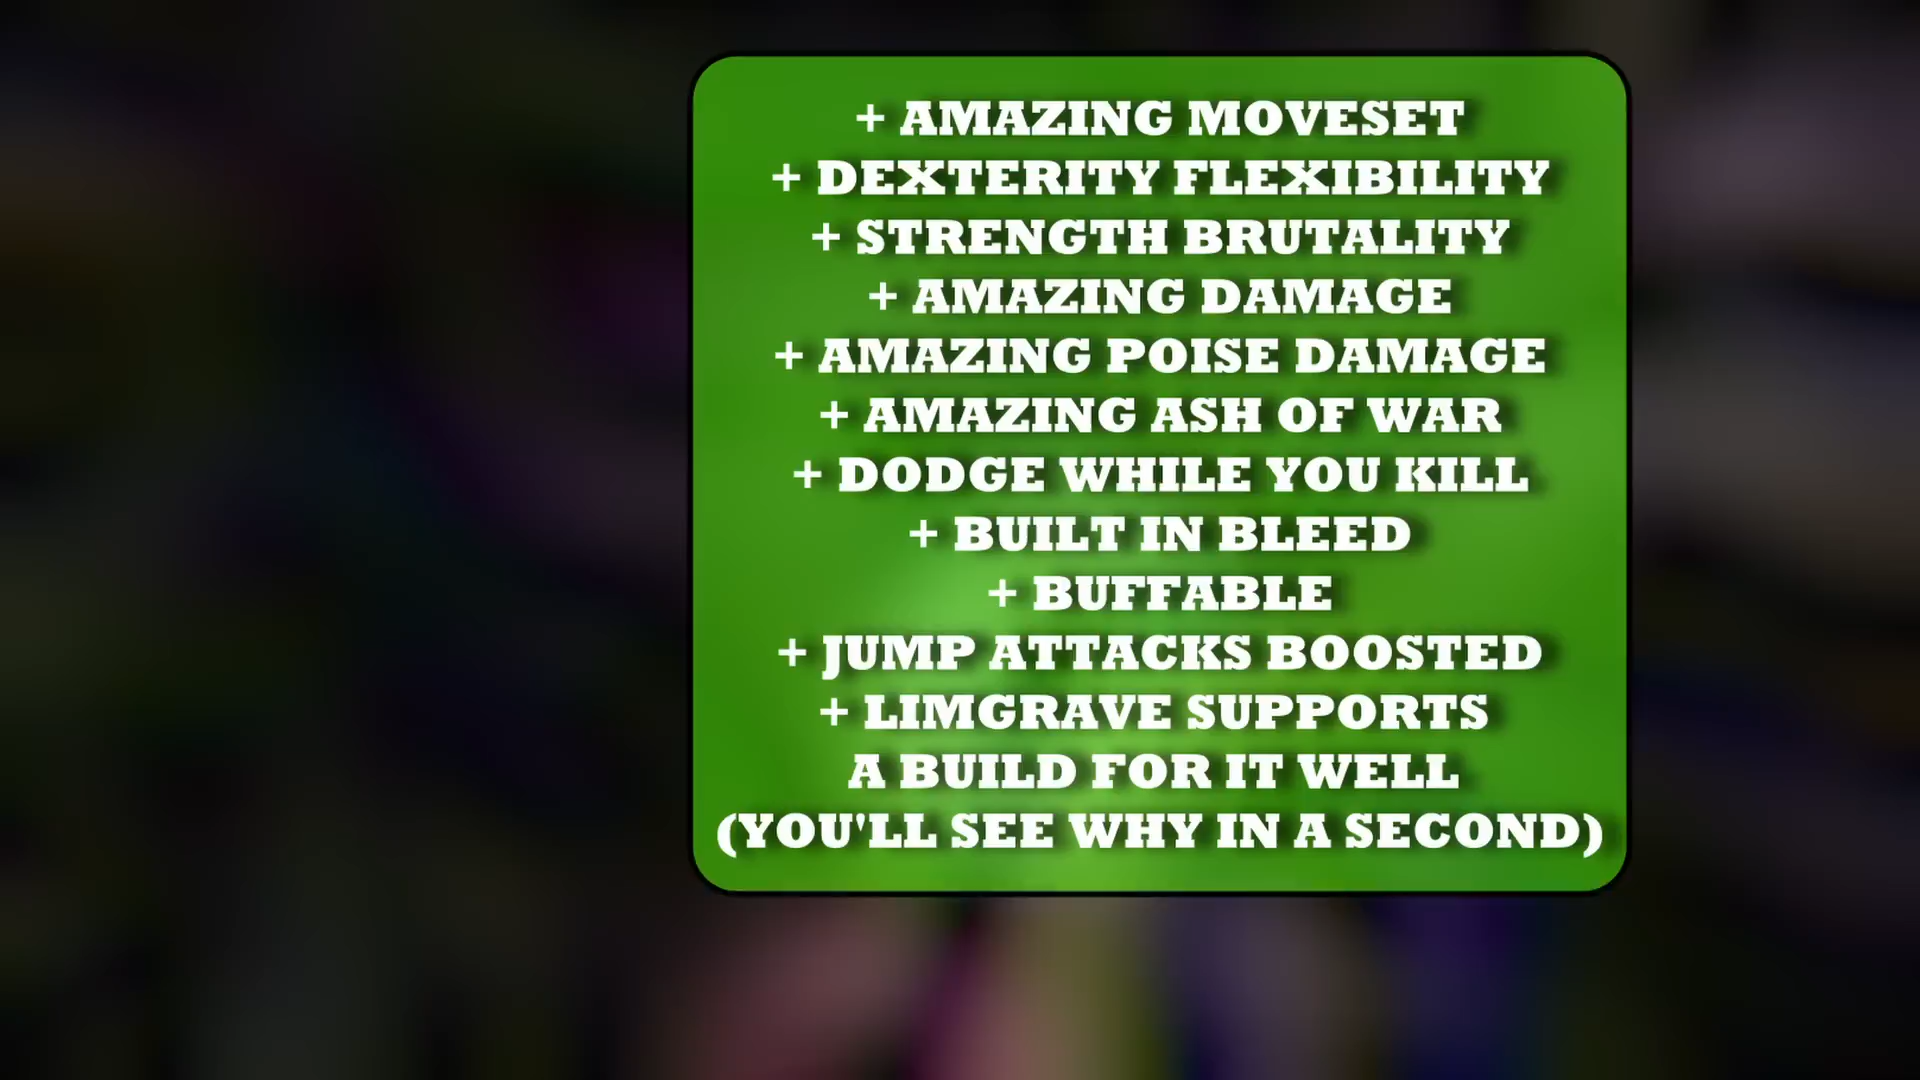 + AMAZING MOVESET
+ DEXTERITY FLEXIBILITY
+ STRENGTH BRUTALITY
+ AMAZING DAMAGE
+ AMAZING POISE DAMAGE
+ AMAZING ASH OF WAR
+ DODGE WHILE YOU KILL
+ BUILT IN BLEED
+ BUFFABLE
+ JUMP ATTACKS BOOSTED
+ LIMGRAVE SUPPORTS
A BUILD FOR IT WELL
(YOU'LL SEE WHY IN A SECOND)